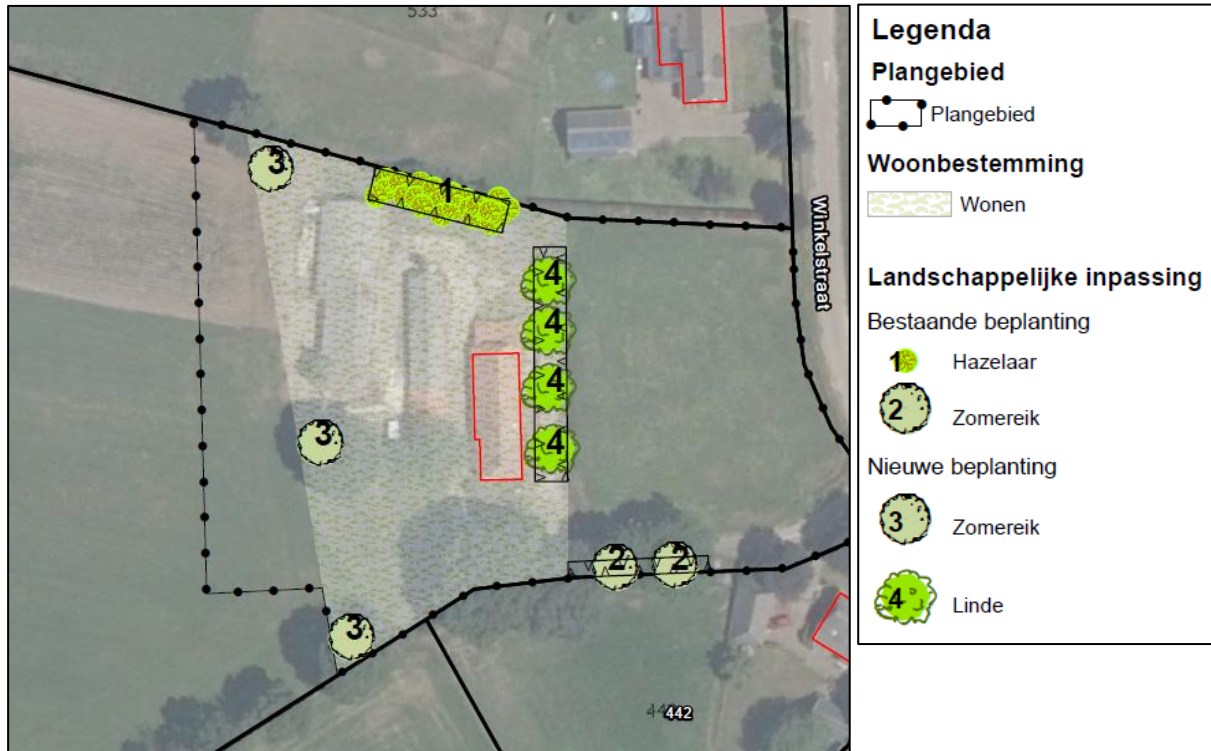 533
3
1
4
4
4
4
3
2
2
3
Winkelstraat
442
Legenda
Plangebied
Plangebied
Woonbestemming
Wonen
Landschappelijke inpassing
Bestaande beplanting
1 Hazelaar
2 Zomereik
Nieuwe beplanting
3 Zomereik
4 Linde